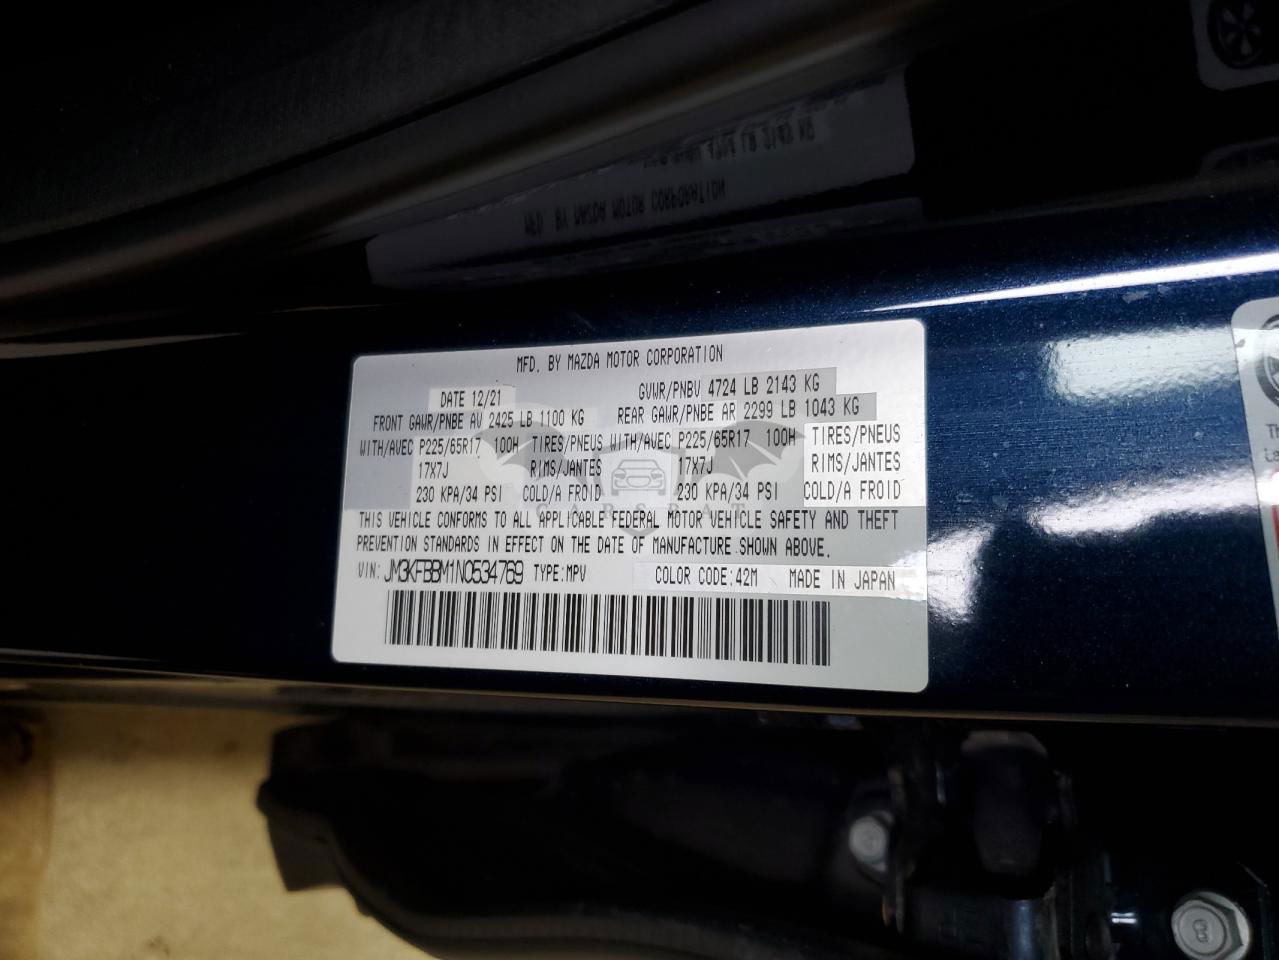 MFD. BY MAZDA MOTOR CORPORATION
DATE 12/21 GVWR/PNBV 4724 LB 2143 KG
FRONT GAWR/PNBE AV 2425 LB 1100 KG REAR GAWR/PNBE AR 2299 LB 1043 KG
WITH/AVEC P225/65R17 100H TIRES/PNEUS WITH/AVEC P225/65R17 100H TIRES/PNEUS
17X7J RIMS/JANTES 17X7J RIMS/JANTES
230 KPA/34 PSI COLD/A FROID 230 KPA/34 PSI COLD/A FROID
CARSBAT
THIS VEHICLE CONFORMS TO ALL APPLICABLE FEDERAL MOTOR VEHICLE SAFETY AND THEFT
PREVENTION STANDARDS IN EFFECT ON THE DATE OF MANUFACTURE SHOWN ABOVE.
VIN: JM3KFBBM1N0534769 TYPE:MPV COLOR CODE:42M MADE IN JAPAN
8